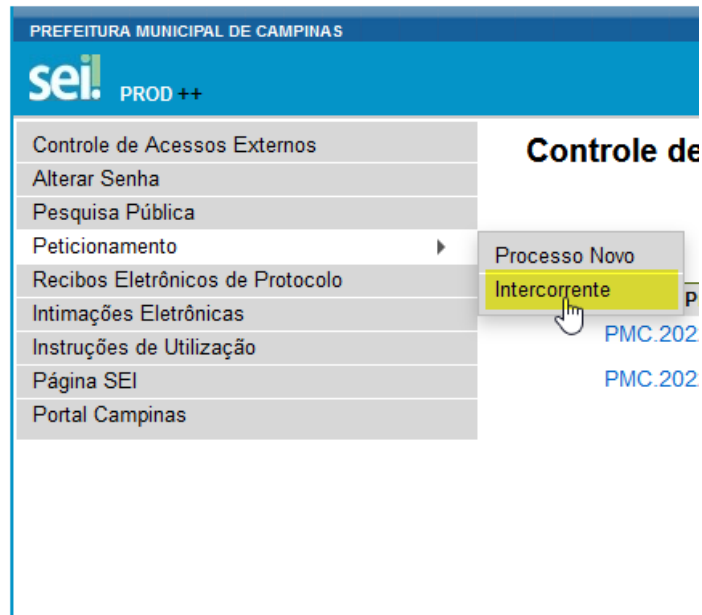 PREFEITURA MUNICIPAL DE CAMPINAS
sei! PROD ++
Controle de Acessos Externos
Controle de
Alterar Senha
Pesquisa Pública
Peticionamento
Processo Novo
Recibos Eletrônicos de Protocolo
Intercorrente
P
Intimações Eletrônicas
PMC.202
Instruções de Utilização
Página SEI
PMC.202
Portal Campinas